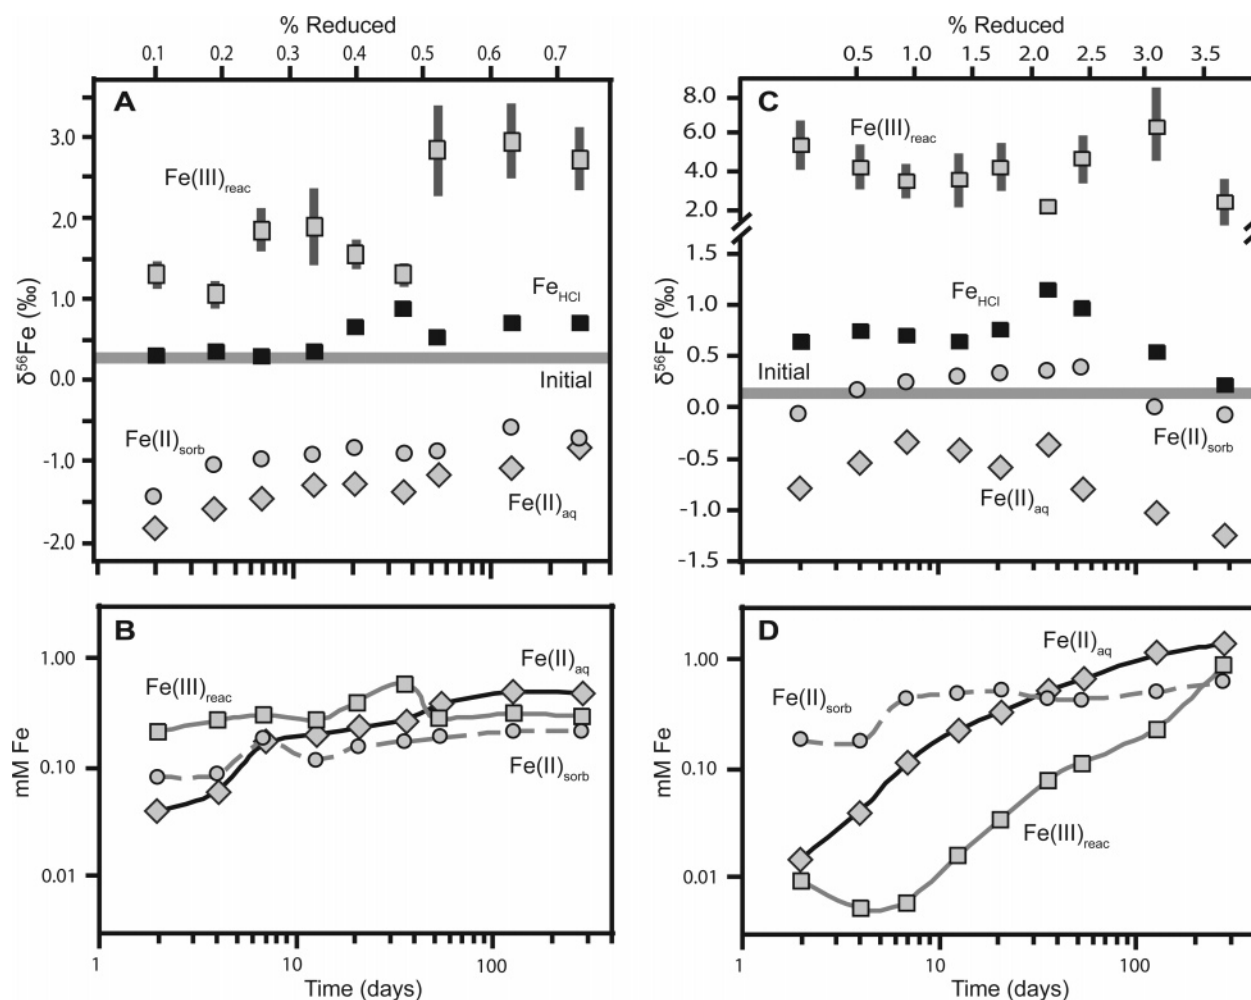 % Reduced
0.1 0.2 0.3 0.4 0.5 0.6 0.7
A
3.0
2.0
1.0
0.0
-1.0
-2.0
δ⁵⁶Fe (‰)
Fe(III)reac
FeHCl
Initial
Fe(II)sorb
Fe(II)aq
% Reduced
0.5 1.0 1.5 2.0 2.5 3.0 3.5
C
8.0
6.0
4.0
2.0
1.5
1.0
0.5
0.0
-0.5
-1.0
-1.5
δ⁵⁶Fe (‰)
Fe(III)reac
FeHCl
Initial
Fe(II)sorb
Fe(II)aq
B
1.00
0.10
0.01
mM Fe
Fe(III)reac
Fe(II)aq
Fe(II)sorb
1 10 100
Time (days)
D
1.00
0.10
0.01
mM Fe
Fe(II)aq
Fe(II)sorb
Fe(III)reac
1 10 100
Time (days)